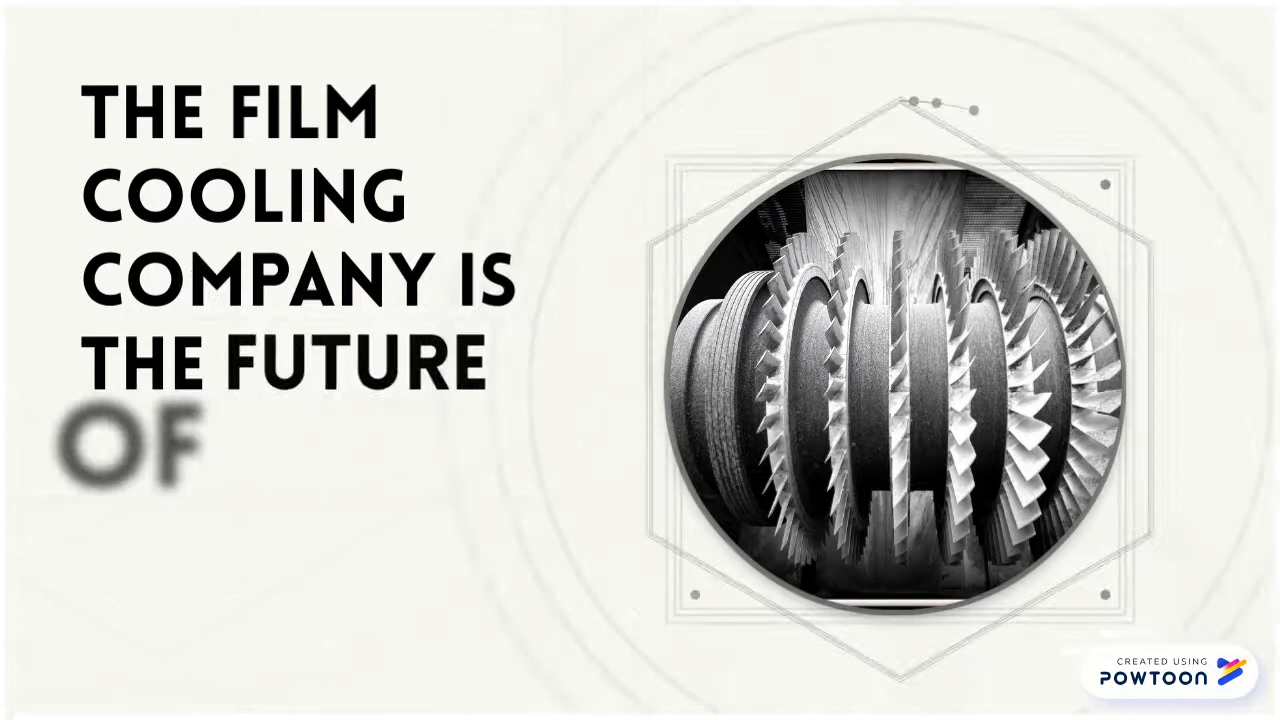 THE FILM
COOLING
COMPANY IS
THE FUTURE
OF
CREATED USING
POWTOON